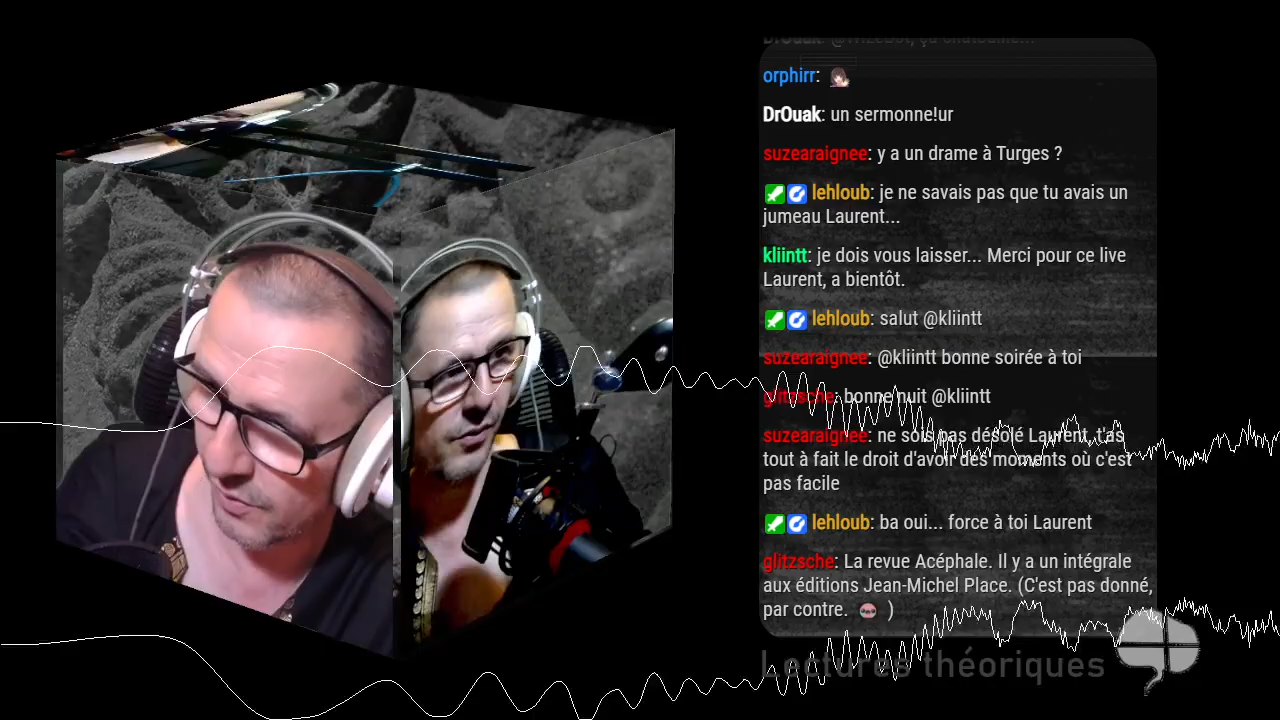 orphirr:
DrOuak: un sermonne!ur
suzearaignee: y a un drame à Turges ?
lehloub: je ne savais pas que tu avais un
jumeau Laurent...
kliintt: je dois vous laisser... Merci pour ce live
Laurent, a bientôt.
lehloub: salut @kliintt
suzearaignee: @kliintt bonne soirée à toi
glitzsche: bonne nuit @kliintt
suzearaignee: ne sois pas désolé Laurent, t'as
tout à fait le droit d'avoir des moments où c'est
pas facile
lehloub: ba oui... force à toi Laurent
glitzsche: La revue Acéphale. Il y a un intégrale
aux éditions Jean-Michel Place. (C'est pas donné,
par contre. )
Lectures théoriques